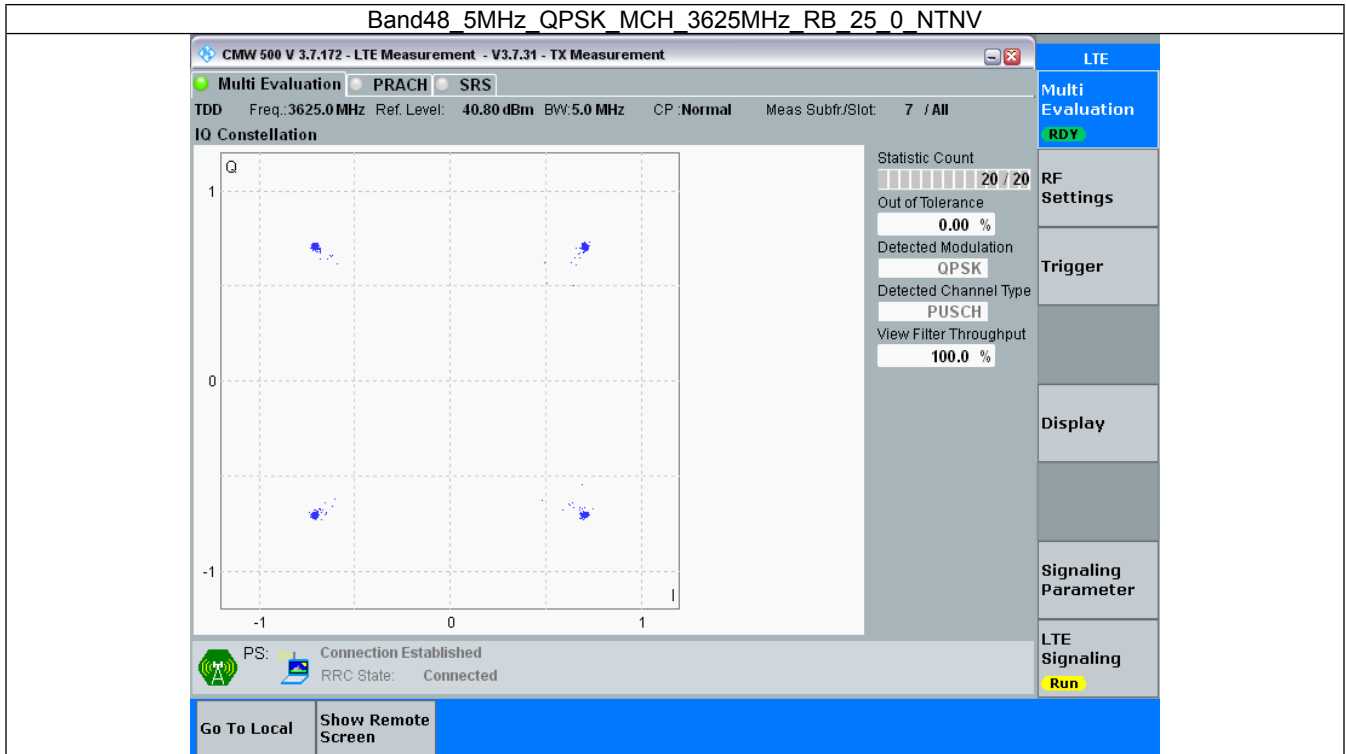 Band48_5MHz_QPSK_MCH_3625MHz_RB_25_0_NTNV
CMW 500 V 3.7.172 - LTE Measurement - V3.7.31 - TX Measurement
LTE
Multi Evaluation PRACH SRS
Multi
Evaluation
RDY
TDD Freq.:3625.0 MHz Ref. Level: 40.80 dBm BW:5.0 MHz CP :Normal Meas Subfr./Slot: 7 / All
IQ Constellation
Q
1
0
-1
I
-1 0 1
Statistic Count
20 / 20
Out of Tolerance
0.00 %
Detected Modulation
QPSK
Detected Channel Type
PUSCH
View Filter Throughput
100.0 %
RF
Settings
Trigger
Display
Signaling
Parameter
LTE
Signaling
Run
PS: Connection Established
RRC State: Connected
Go To Local
Show Remote
Screen